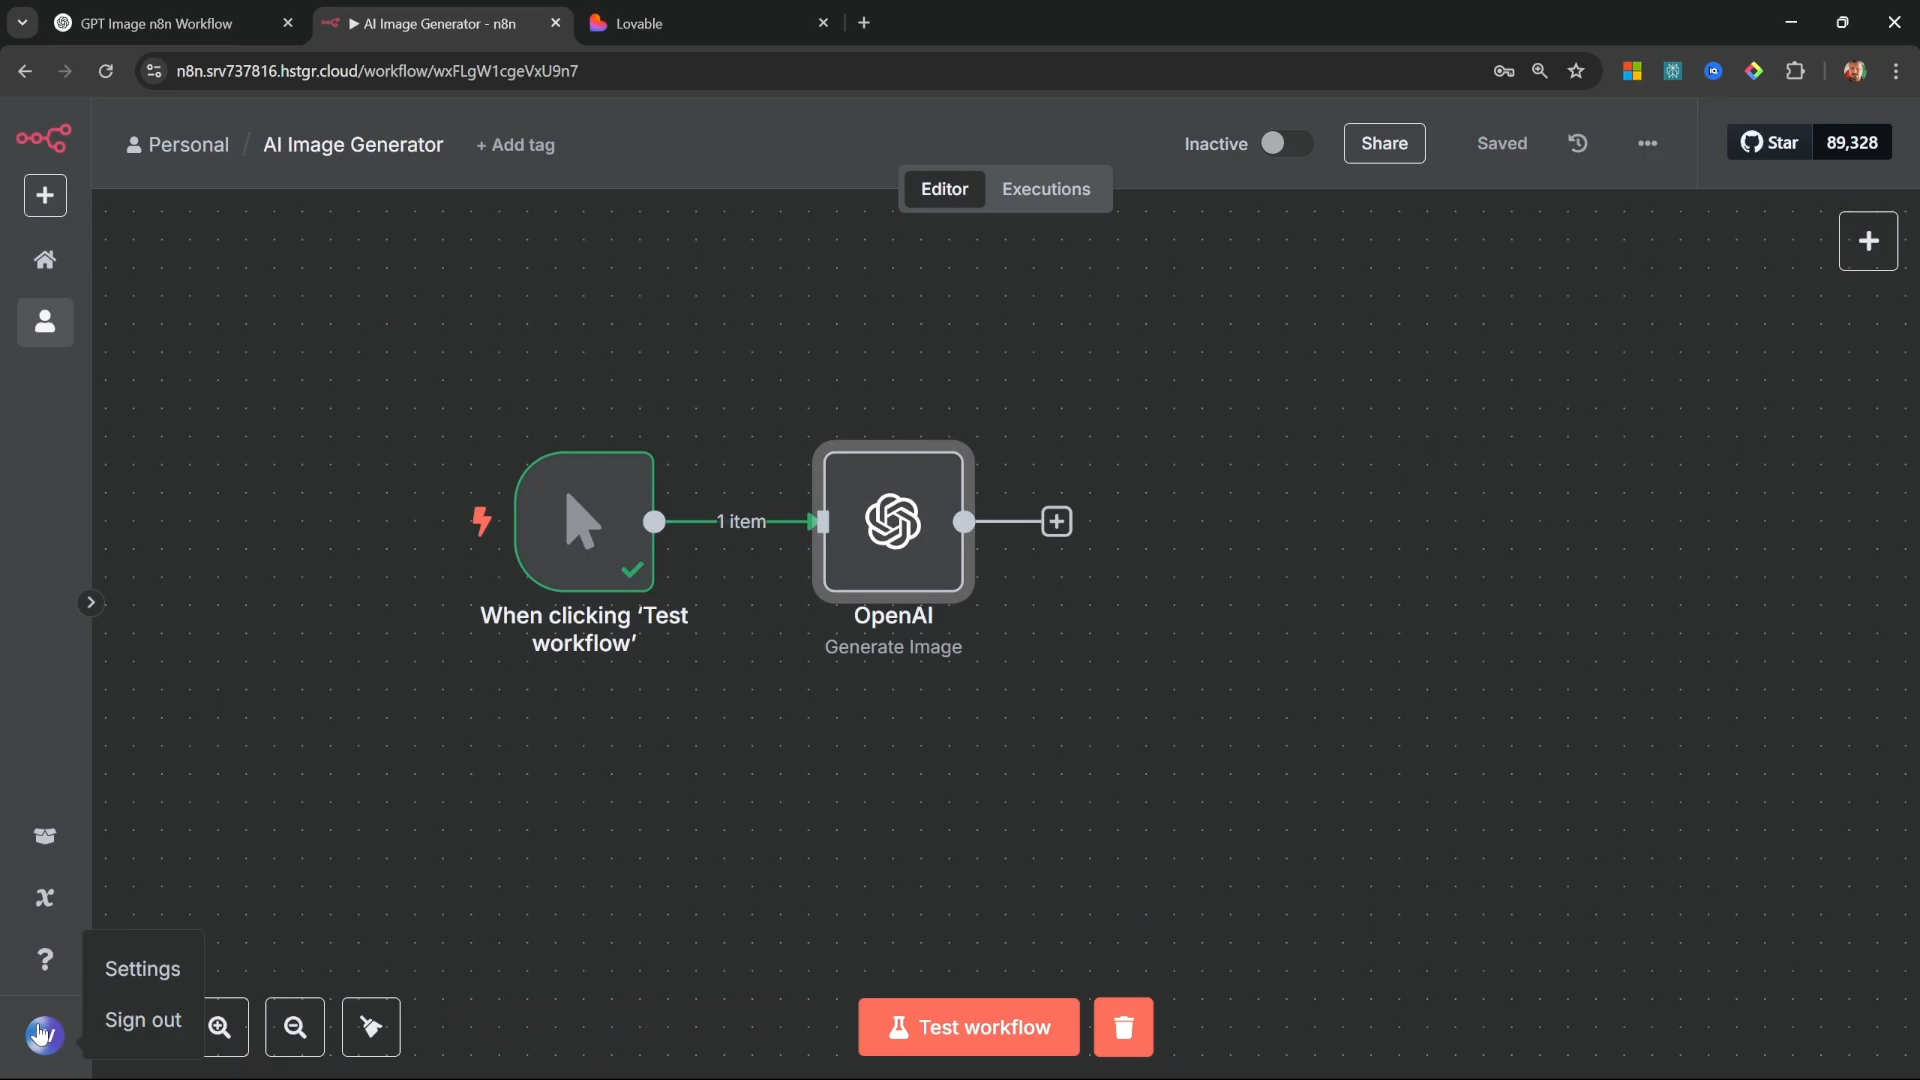 GPT Image n8n Workflow
▶ AI Image Generator - n8n
Lovable
n8n.srv737816.hstgr.cloud/workflow/wxFLgW1cgeVxU9n7
Personal / AI Image Generator + Add tag
Inactive
Share
Saved
Star 89,328
Editor Executions
1 item
When clicking ‘Test
workflow’
OpenAI
Generate Image
Settings
Sign out
Test workflow